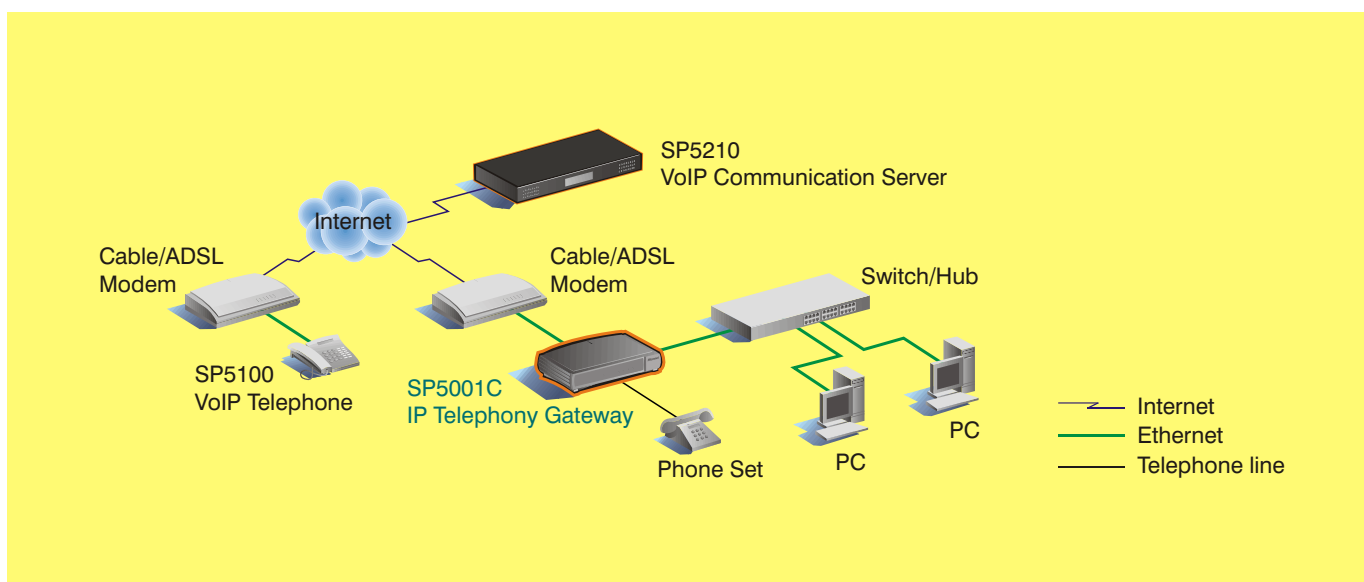 SP5210
VoIP Communication Server
Internet
Cable/ADSL
Modem
Cable/ADSL
Modem
Switch/Hub
SP5100
VoIP Telephone
SP5001C
IP Telephony Gateway
Phone Set
PC
PC
Internet
Ethernet
Telephone line